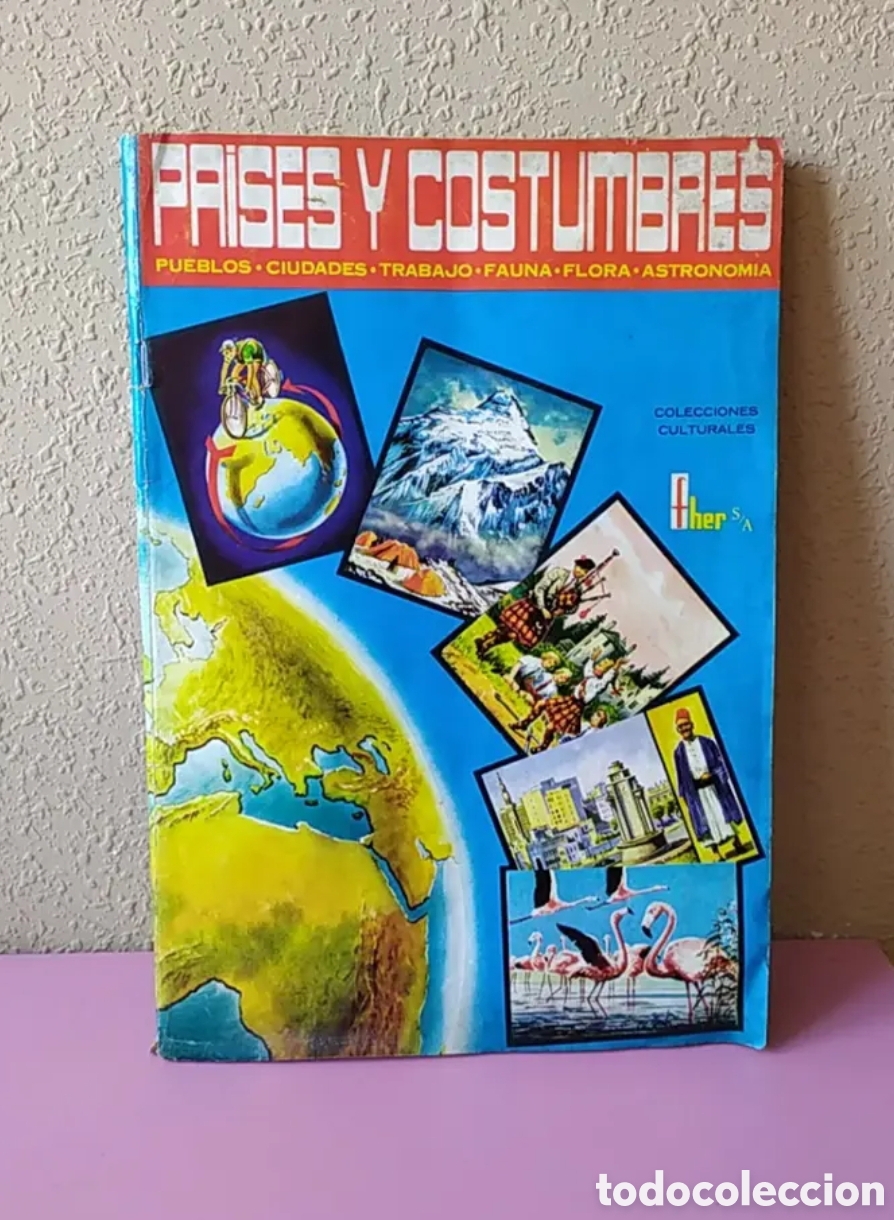 PAISES Y COSTUMBRES
PUEBLOS • CIUDADES • TRABAJO • FAUNA • FLORA • ASTRONOMIA
COLECCIONES
CULTURALES
fher S/A
todocoleccion